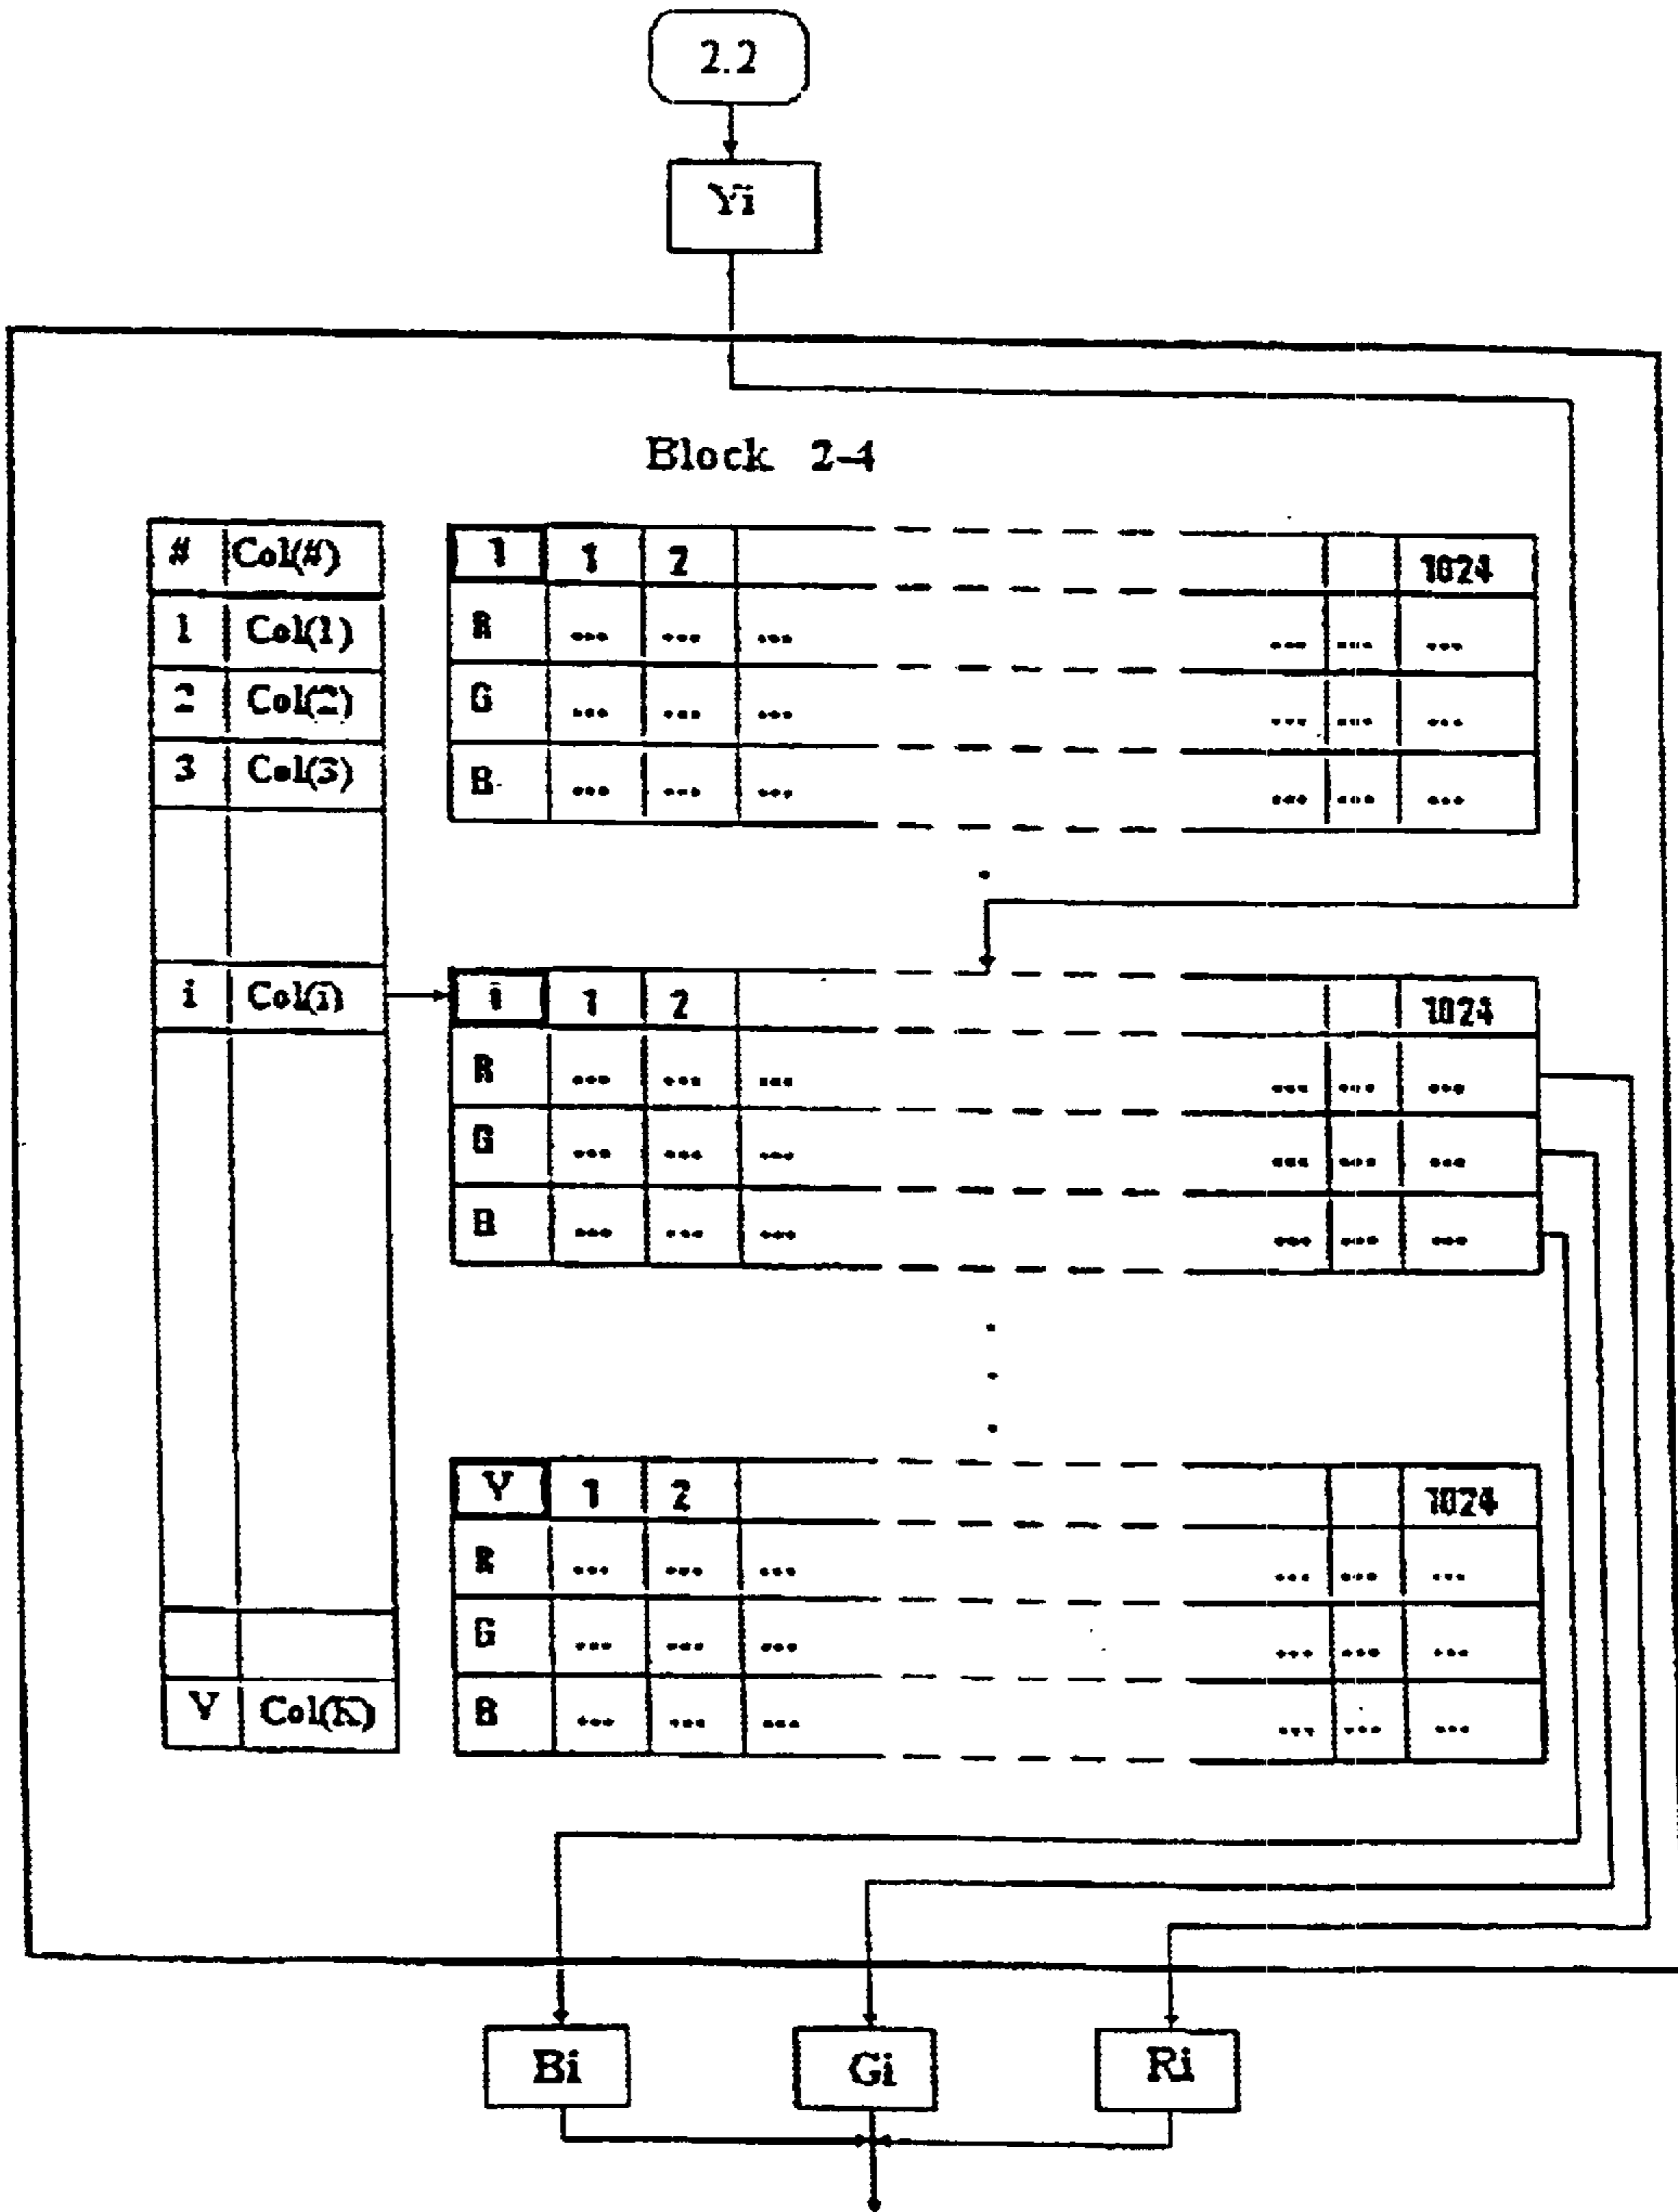 2.2
Yi
Block 2-4
# Col(#)
1 Col(1)
2 Col(2)
3 Col(3)
i Col(i)
V Col(K)
1 1 2 1024
R ... ... ... ... ... ...
G ... ... ... ... ... ...
B ... ... ... ... ... ...
i 1 2 1024
R ... ... ... ... ... ...
G ... ... ... ... ... ...
B ... ... ... ... ... ...
V 1 2 1024
R ... ... ... ... ... ...
G ... ... ... ... ... ...
B ... ... ... ... ... ...
Bi Gi Ri